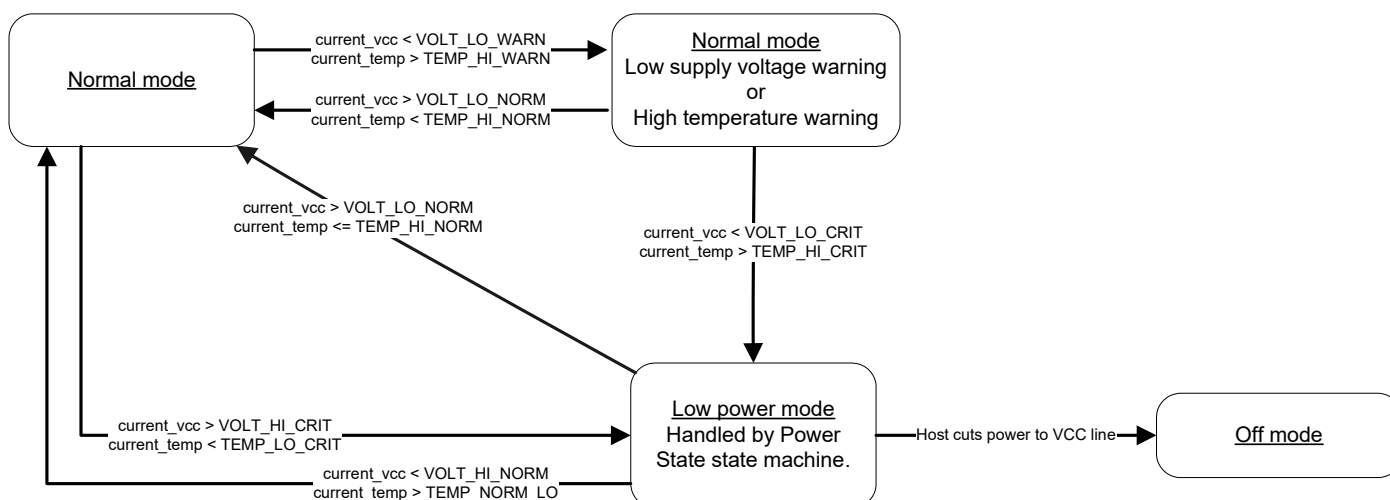 Normal mode
current_vcc < VOLT_LO_WARN
current_temp > TEMP_HI_WARN
current_vcc > VOLT_LO_NORM
current_temp < TEMP_HI_NORM
Normal mode
Low supply voltage warning
or
High temperature warning
current_vcc > VOLT_LO_NORM
current_temp <= TEMP_HI_NORM
current_vcc < VOLT_LO_CRIT
current_temp > TEMP_HI_CRIT
current_vcc > VOLT_HI_CRIT
current_temp < TEMP_LO_CRIT
current_vcc < VOLT_HI_NORM
current_temp > TEMP_NORM_LO
Low power mode
Handled by Power
State state machine.
Host cuts power to VCC line
Off mode